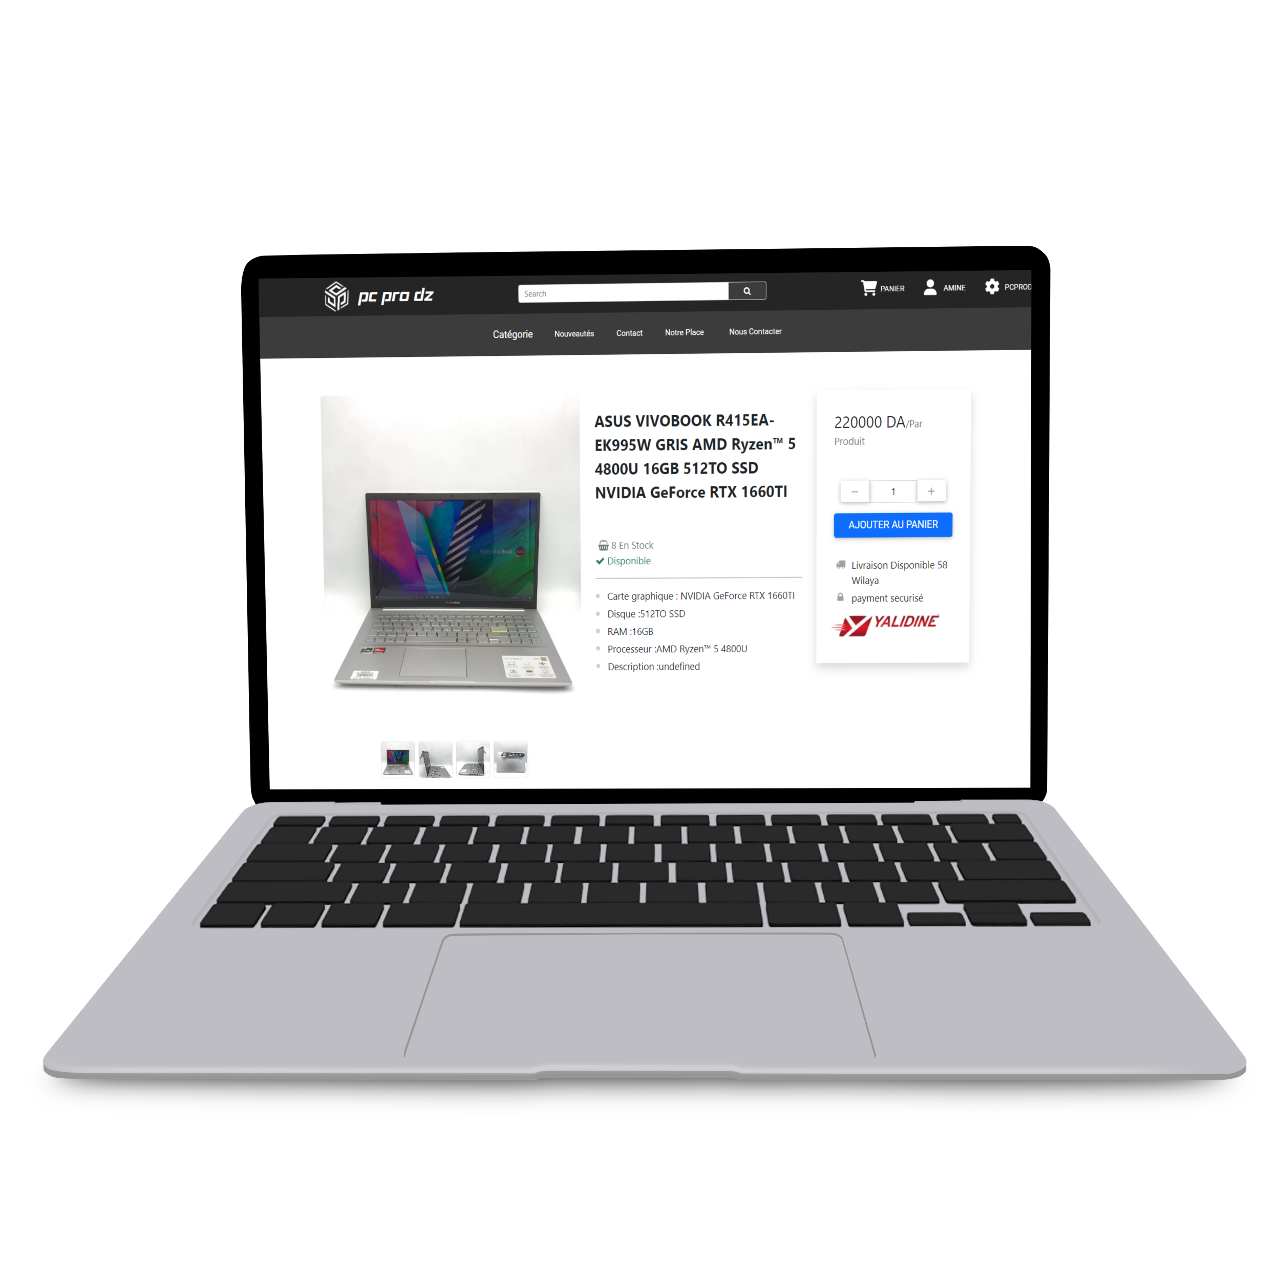 pc pro dz
Search
PANIER
AMINE
PCPROD
Catégorie
Nouveautés
Contact
Notre Place
Nous Contacter
ASUS VIVOBOOK R415EA-
EK995W GRIS AMD Ryzen™ 5
4800U 16GB 512TO SSD
NVIDIA GeForce RTX 1660TI
8 En Stock
Disponible
Carte graphique : NVIDIA GeForce RTX 1660TI
Disque :512TO SSD
RAM :16GB
Processeur :AMD Ryzen™ 5 4800U
Description :undefined
220000 DA/Par
Produit
− 1 +
AJOUTER AU PANIER
Livraison Disponible 58
Wilaya
payment securisé
YALIDINE